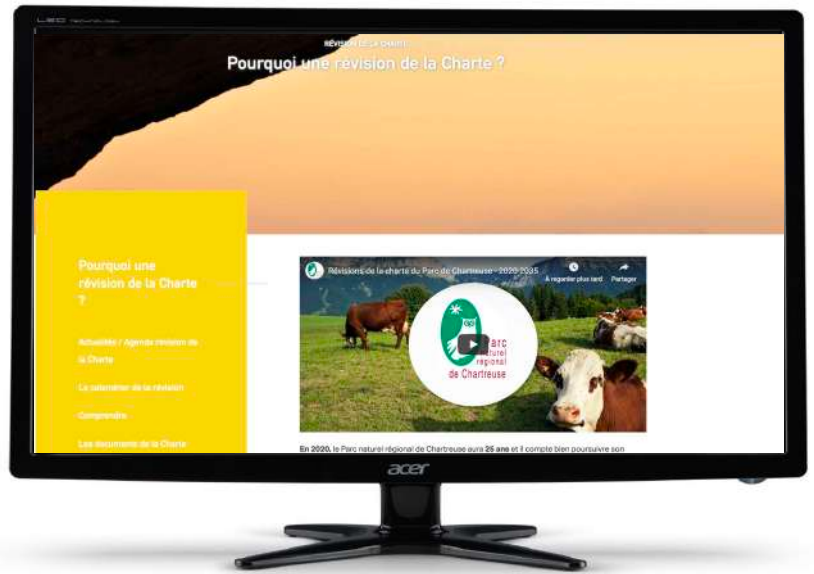 LED
RÉVISION DE LA CHARTE
Pourquoi une révision de la Charte ?
Pourquoi une
révision de la Charte
?
Actualités / Agenda révision de
la Charte
Le calendrier de la révision
Comprendre
Les documents de la Charte
Révisions de la charte du Parc de Chartreuse - 2020-2035
À regarder plus tard
Partager
Parc
naturel
régional
de Chartreuse
En 2020, le Parc naturel régional de Chartreuse aura 25 ans et il compte bien poursuivre son
acer